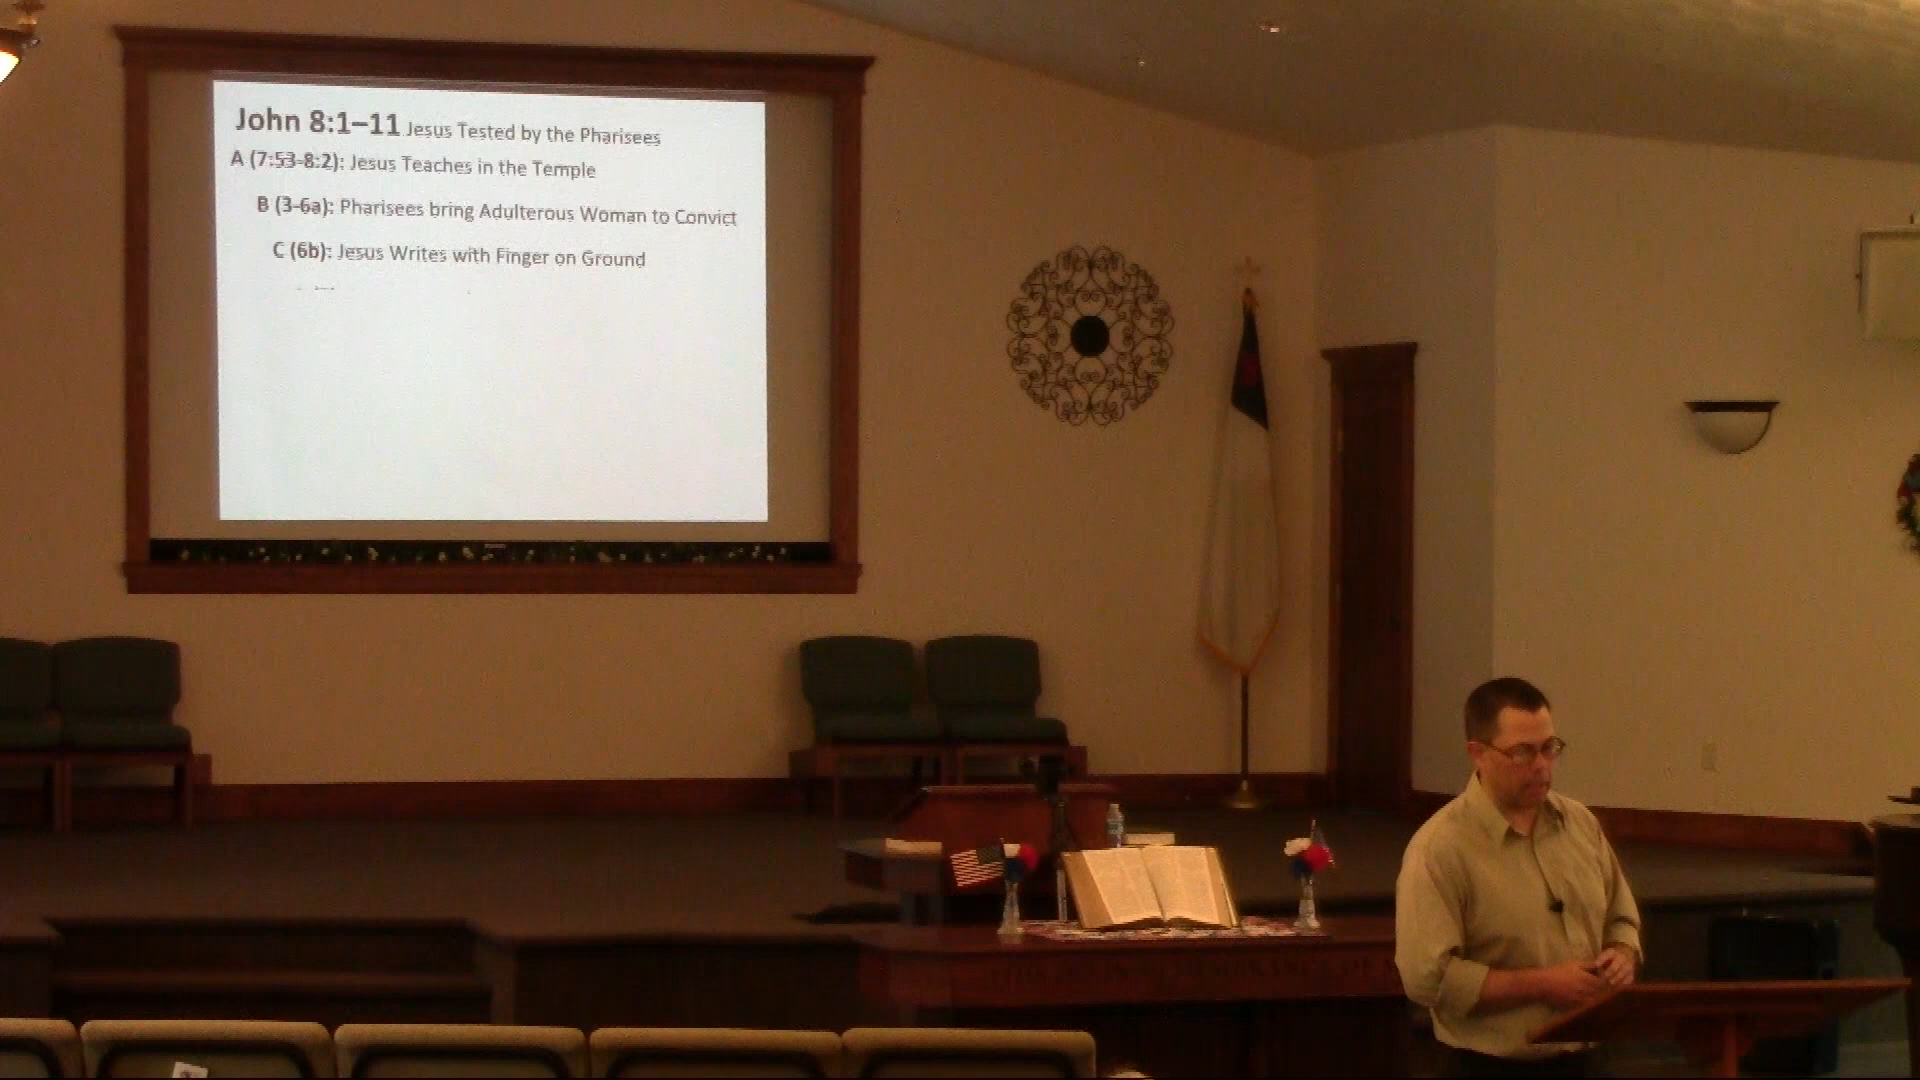 John 8:1–11 Jesus Tested by the Pharisees
A (7:53-8:2): Jesus Teaches in the Temple
B (3-6a): Pharisees bring Adulterous Woman to Convict
C (6b): Jesus Writes with Finger on Ground